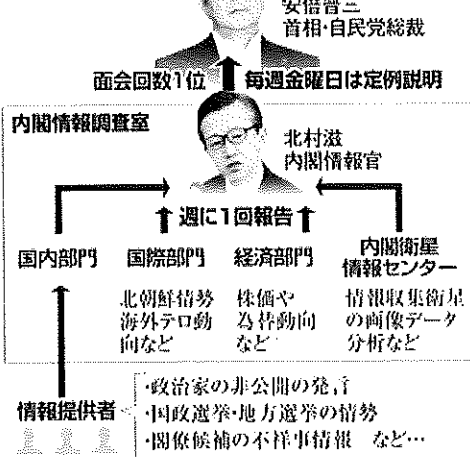 安倍晋三
首相・自民党総裁
面会回数1位
毎週金曜日は定例説明
内閣情報調査室
北村滋
内閣情報官
週に1回報告
国内部門
国際部門
北朝鮮情勢
海外テロ動
向など
経済部門
株価や
為替動向
など
内閣衛星
情報センター
情報収集衛星
の画像データ
分析など
情報提供者
・政治家の非公開の発言
・国政選挙・地方選挙の情勢
・閣僚候補の不祥事情報 など…